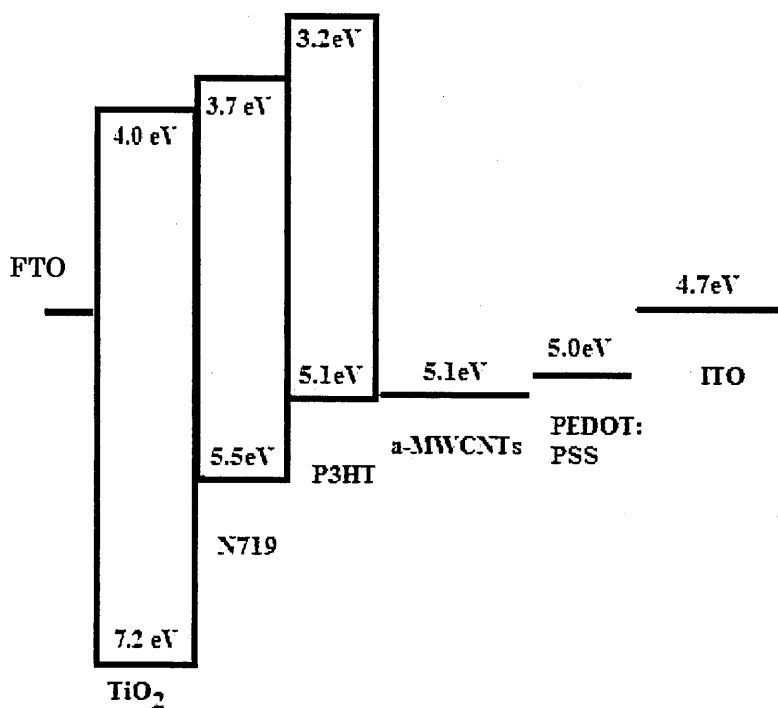 3.2eV
3.7 eV
4.0 eV
FTO
4.7eV
5.0eV
5.1eV
5.1eV
ITO
PEDOT:
PSS
a-MWCNTs
5.5eV
P3HT
N719
7.2 eV
TiO2